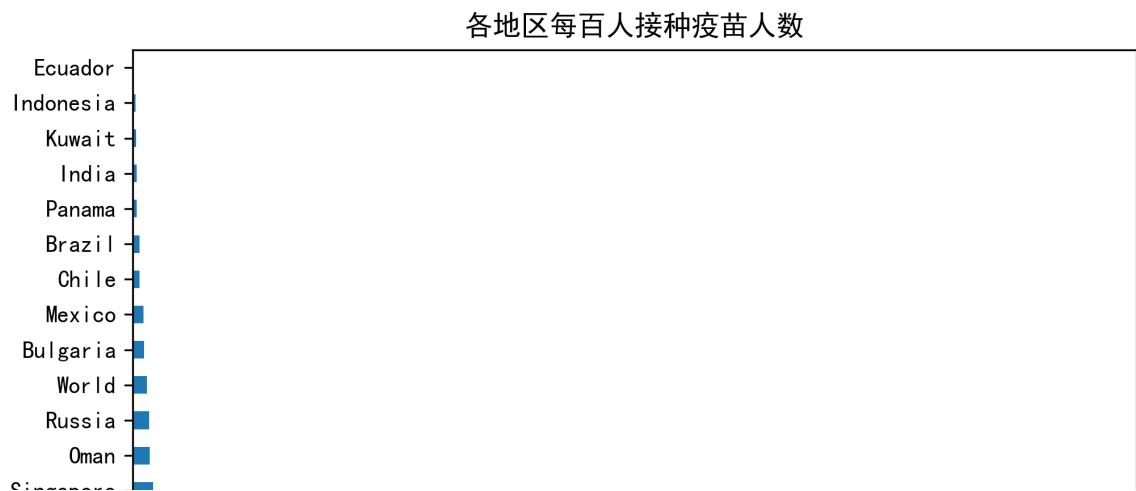 各地区每百人接种疫苗人数
Ecuador
Indonesia
Kuwait
India
Panama
Brazil
Chile
Mexico
Bulgaria
World
Russia
Oman
Singapore